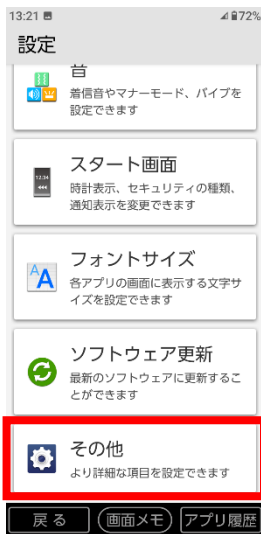 13:21 72%
設定
音
着信音やマナーモード、バイブを
設定できます
12:34
スタート画面
時計表示、セキュリティの種類、
通知表示を変更できます
AA
フォントサイズ
各アプリの画面に表示する文字サ
イズを設定できます
ソフトウェア更新
最新のソフトウェアに更新するこ
とができます
その他
より詳細な項目を設定できます
戻る 画面メモ アプリ履歴